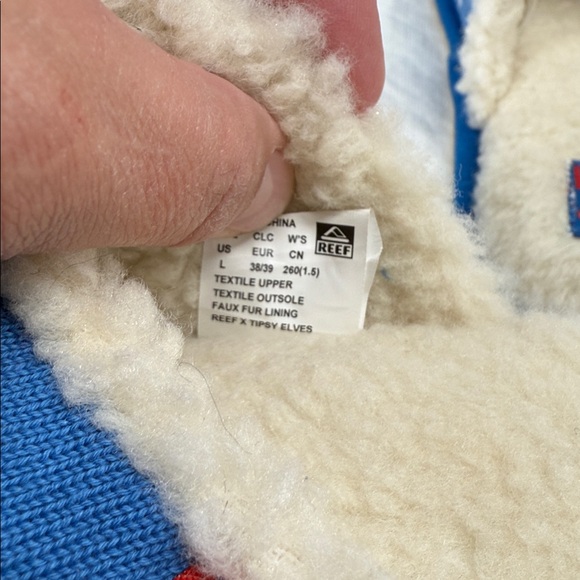 CLC W'S
REEF
US EUR CN
L 38/39 260(1.5)
TEXTILE UPPER
TEXTILE OUTSOLE
FAUX FUR LINING
REEF X TIPSY ELVES